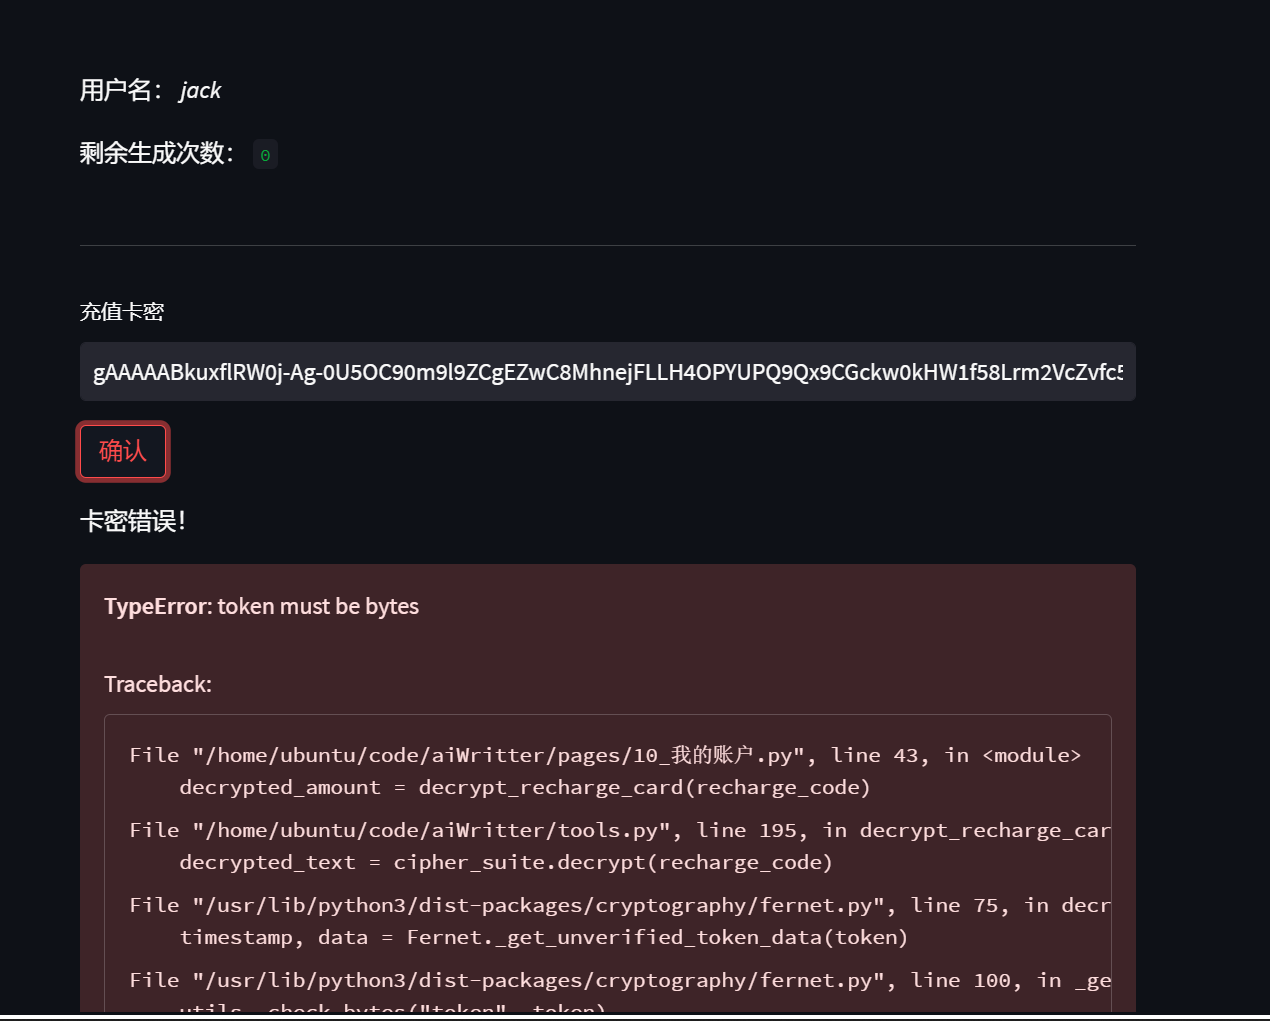 用户名： jack
剩余生成次数： 0
充值卡密
gAAAAABkuxflRW0j-Ag-0U5OC90m9l9ZCgEZwC8MhnejFLLH4OPYUPQ9Qx9CGckw0kHW1f58Lrm2VcZvfc5
确认
卡密错误！
TypeError: token must be bytes
Traceback:
File "/home/ubuntu/code/aiWritter/pages/10_我的账户.py", line 43, in <module>
decrypted_amount = decrypt_recharge_card(recharge_code)
File "/home/ubuntu/code/aiWritter/tools.py", line 195, in decrypt_recharge_car
decrypted_text = cipher_suite.decrypt(recharge_code)
File "/usr/lib/python3/dist-packages/cryptography/fernet.py", line 75, in decr
timestamp, data = Fernet._get_unverified_token_data(token)
File "/usr/lib/python3/dist-packages/cryptography/fernet.py", line 100, in _ge
utils._check_bytes("token", token)